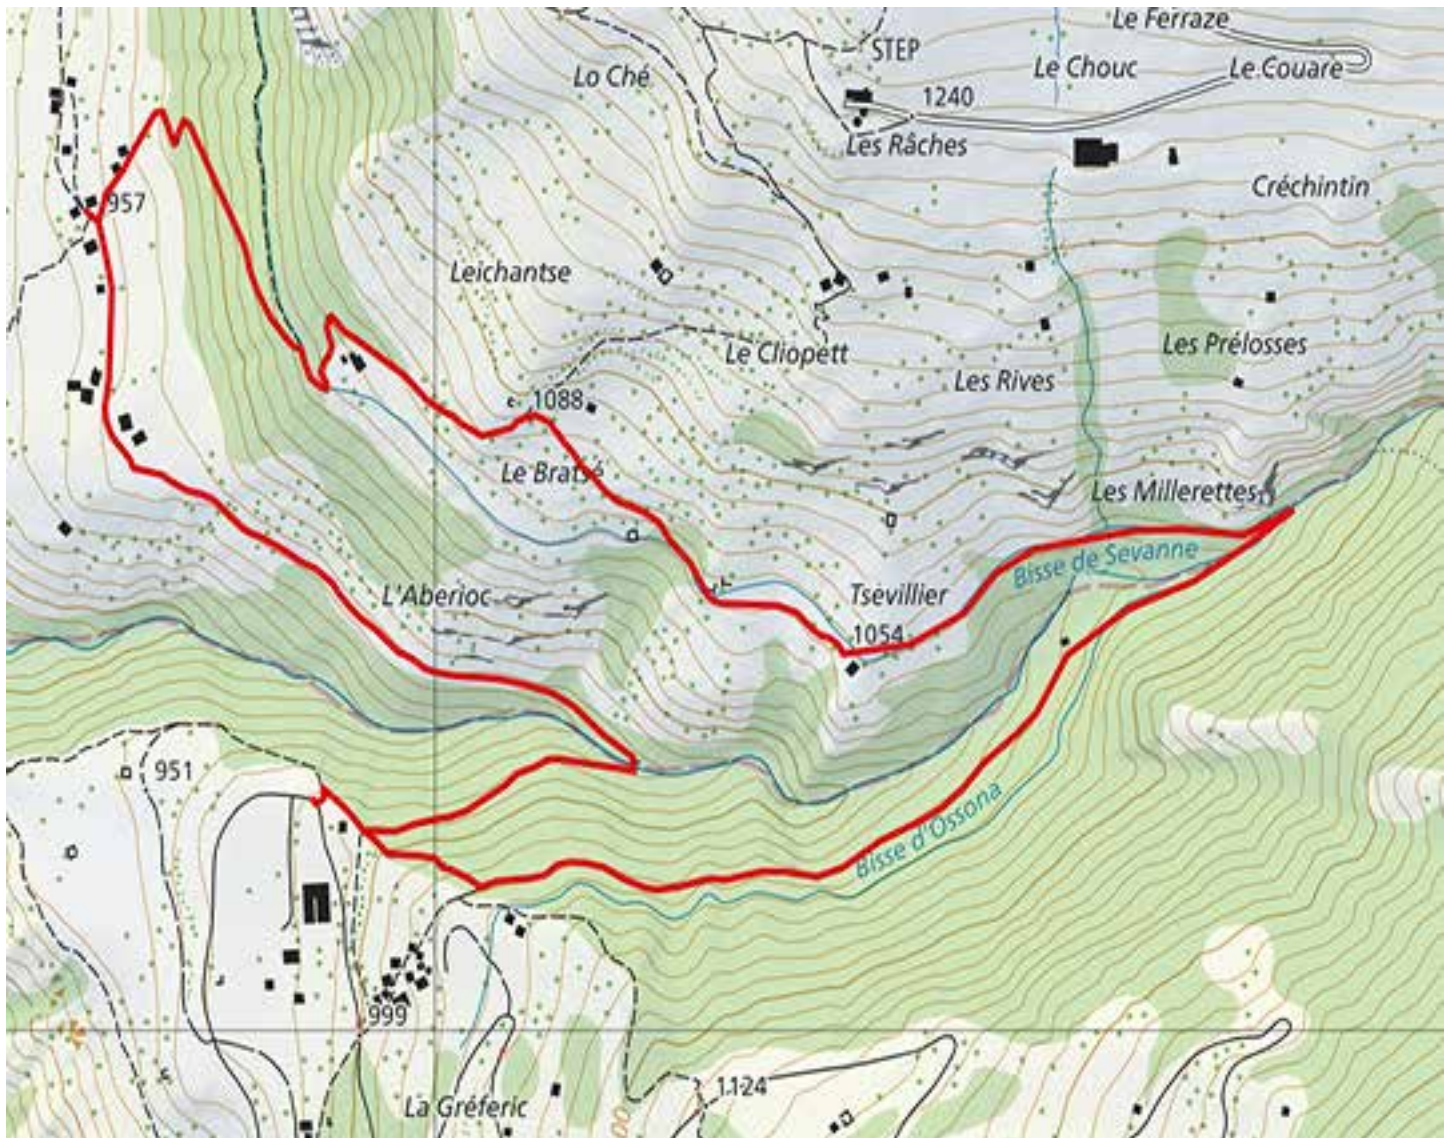 Le Ferraze
STEP
Le Chouc
Le Couare
Lo Ché
1240
Les Râches
Créchintin
957
Leichantse
Le Cliopett
Les Prélosses
Les Rives
1088
Le Bratsé
Les Millerettes
Bisse de Sevanne
L'Aberioc
Tsévillier
1054
951
Bisse d'Ossona
999
1124
La Gréferic